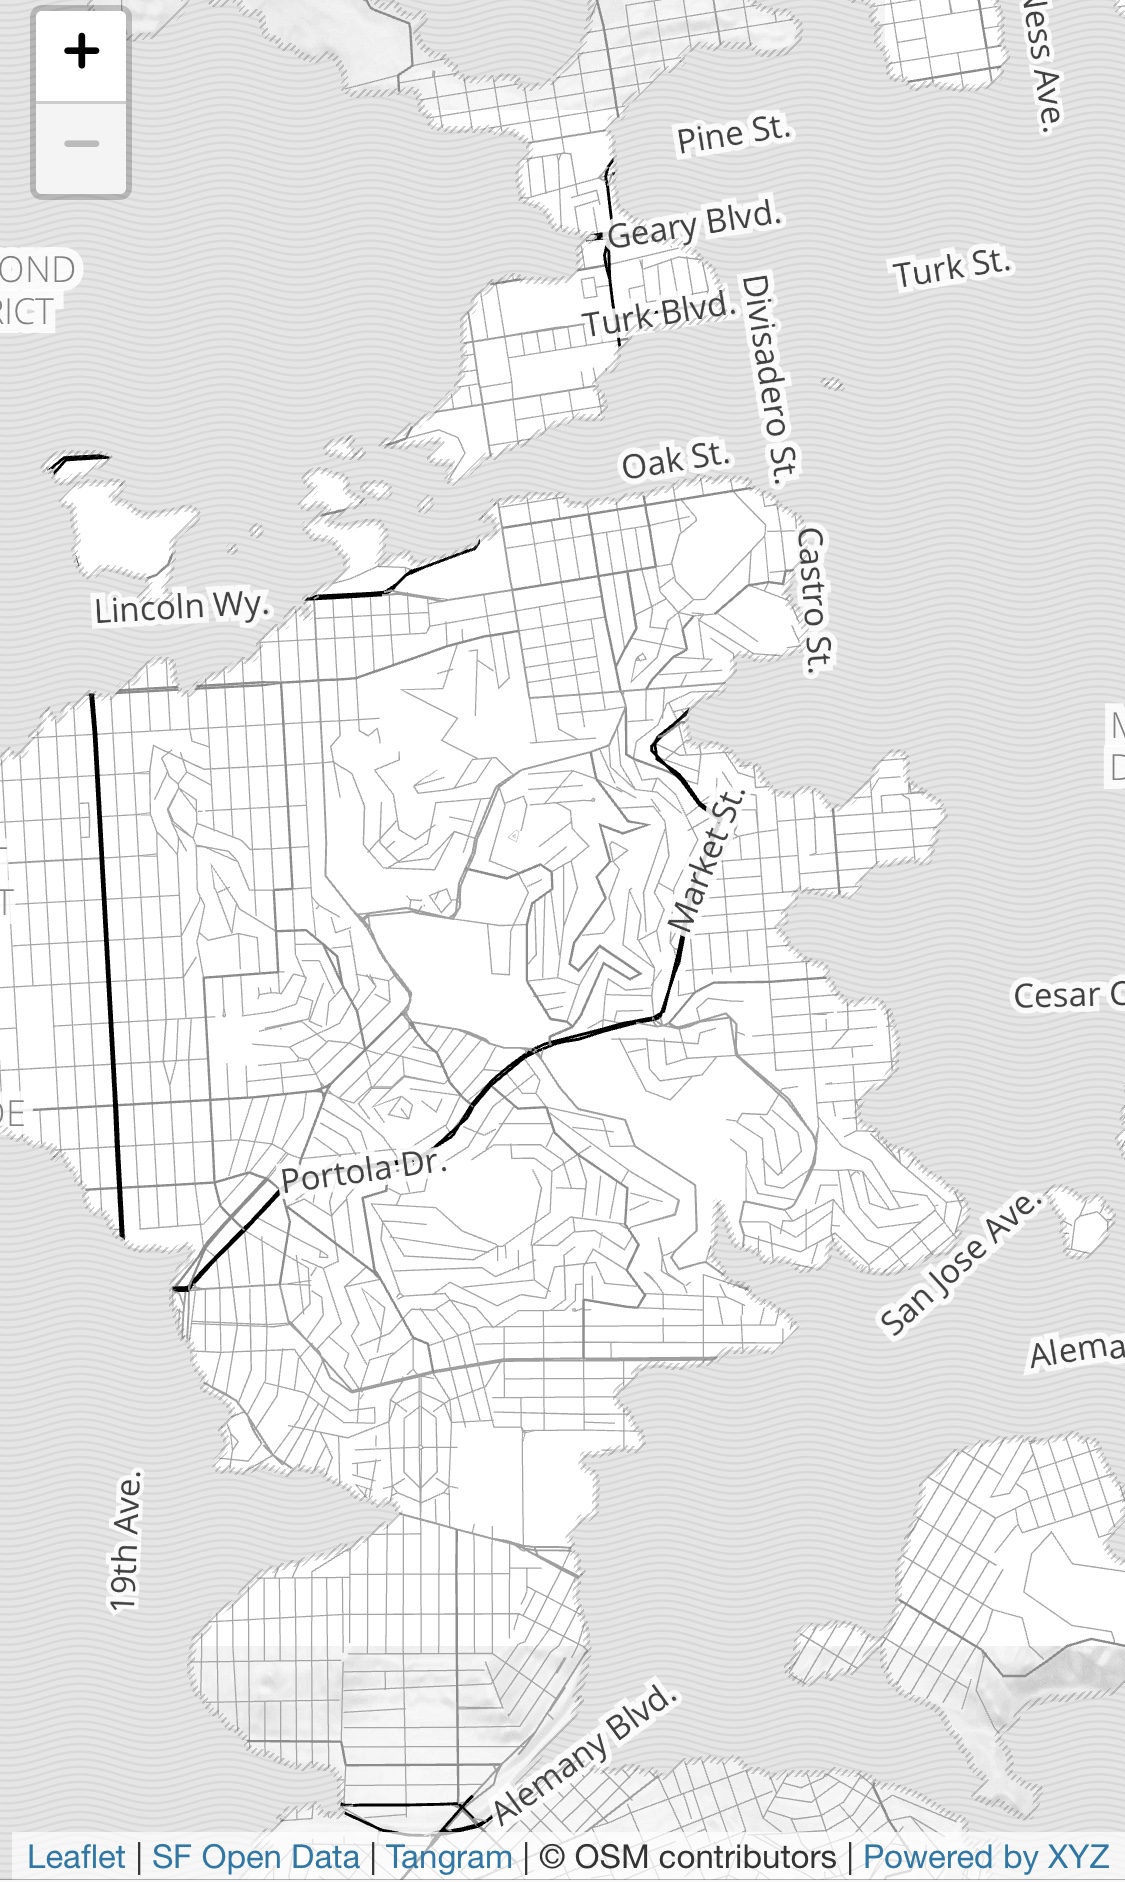 +
Ness Ave.
−
Pine St.
Geary Blvd.
OND
RICT
Turk St.
Turk Blvd.
Divisadero St.
Oak St.
Castro St.
Lincoln Wy.
M
D
Market St.
T
Cesar C
DE
Portola Dr.
San Jose Ave.
Alema
19th Ave.
Alemany Blvd.
Leaflet | SF Open Data | Tangram | © OSM contributors | Powered by XYZ